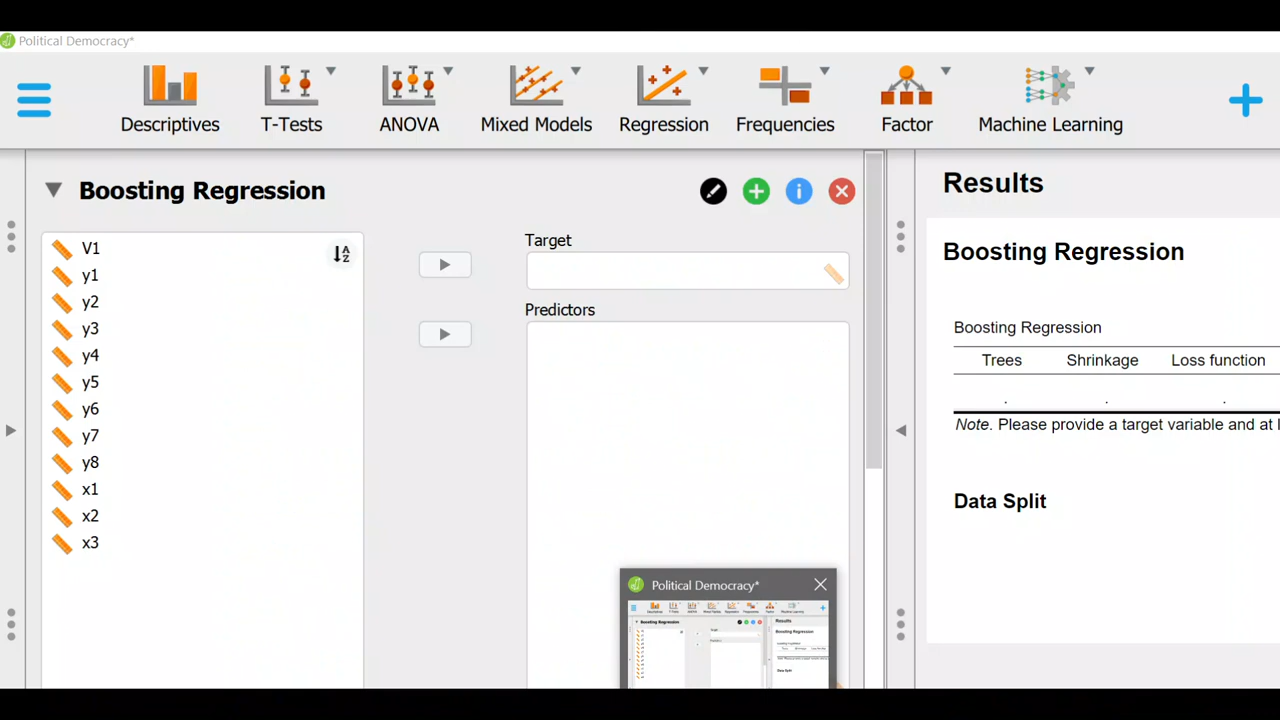 Political Democracy*
Descriptives
T-Tests
ANOVA
Mixed Models
Regression
Frequencies
Factor
Machine Learning
Boosting Regression
V1
y1
y2
y3
y4
y5
y6
y7
y8
x1
x2
x3
Target
Predictors
Results
Boosting Regression
Boosting Regression
Trees Shrinkage Loss function
. . .
Note. Please provide a target variable and at l
Data Split
Political Democracy*